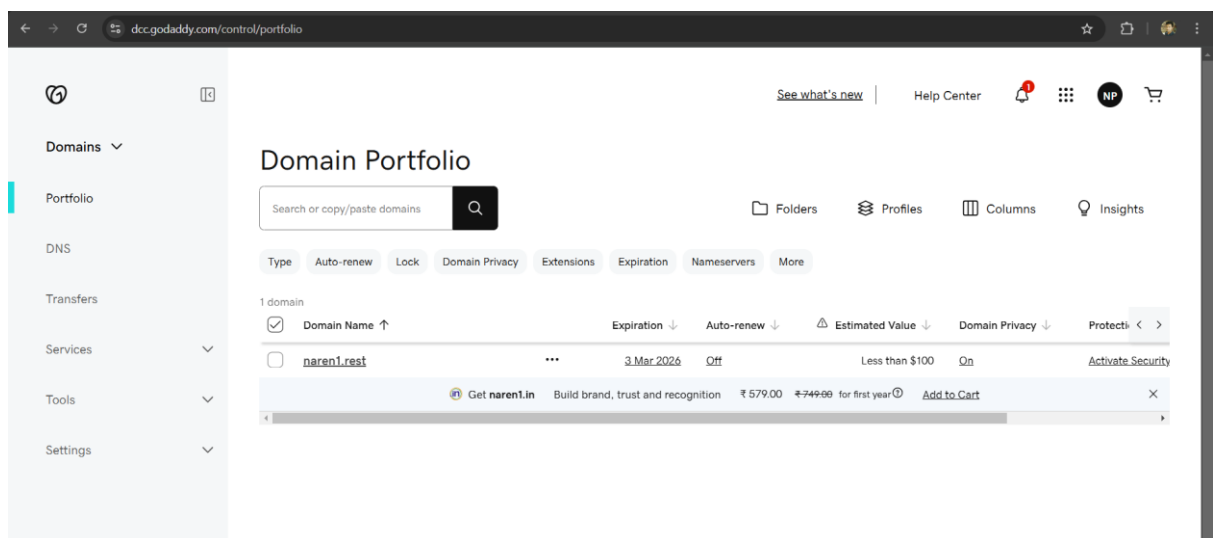 dcc.godaddy.com/control/portfolio
See what's new Help Center 1 NP
Domains
Domain Portfolio
Portfolio
Search or copy/paste domains
Folders Profiles Columns Insights
DNS
Type Auto-renew Lock Domain Privacy Extensions Expiration Nameservers More
Transfers
1 domain
Domain Name ↑ Expiration ↓ Auto-renew ↓ Estimated Value ↓ Domain Privacy ↓ Protecti
Services
naren1.rest ••• 3 Mar 2026 Off Less than $100 On Activate Security
Tools
in Get naren1.in Build brand, trust and recognition ₹ 579.00 ₹ 749.00 for first year Add to Cart
Settings